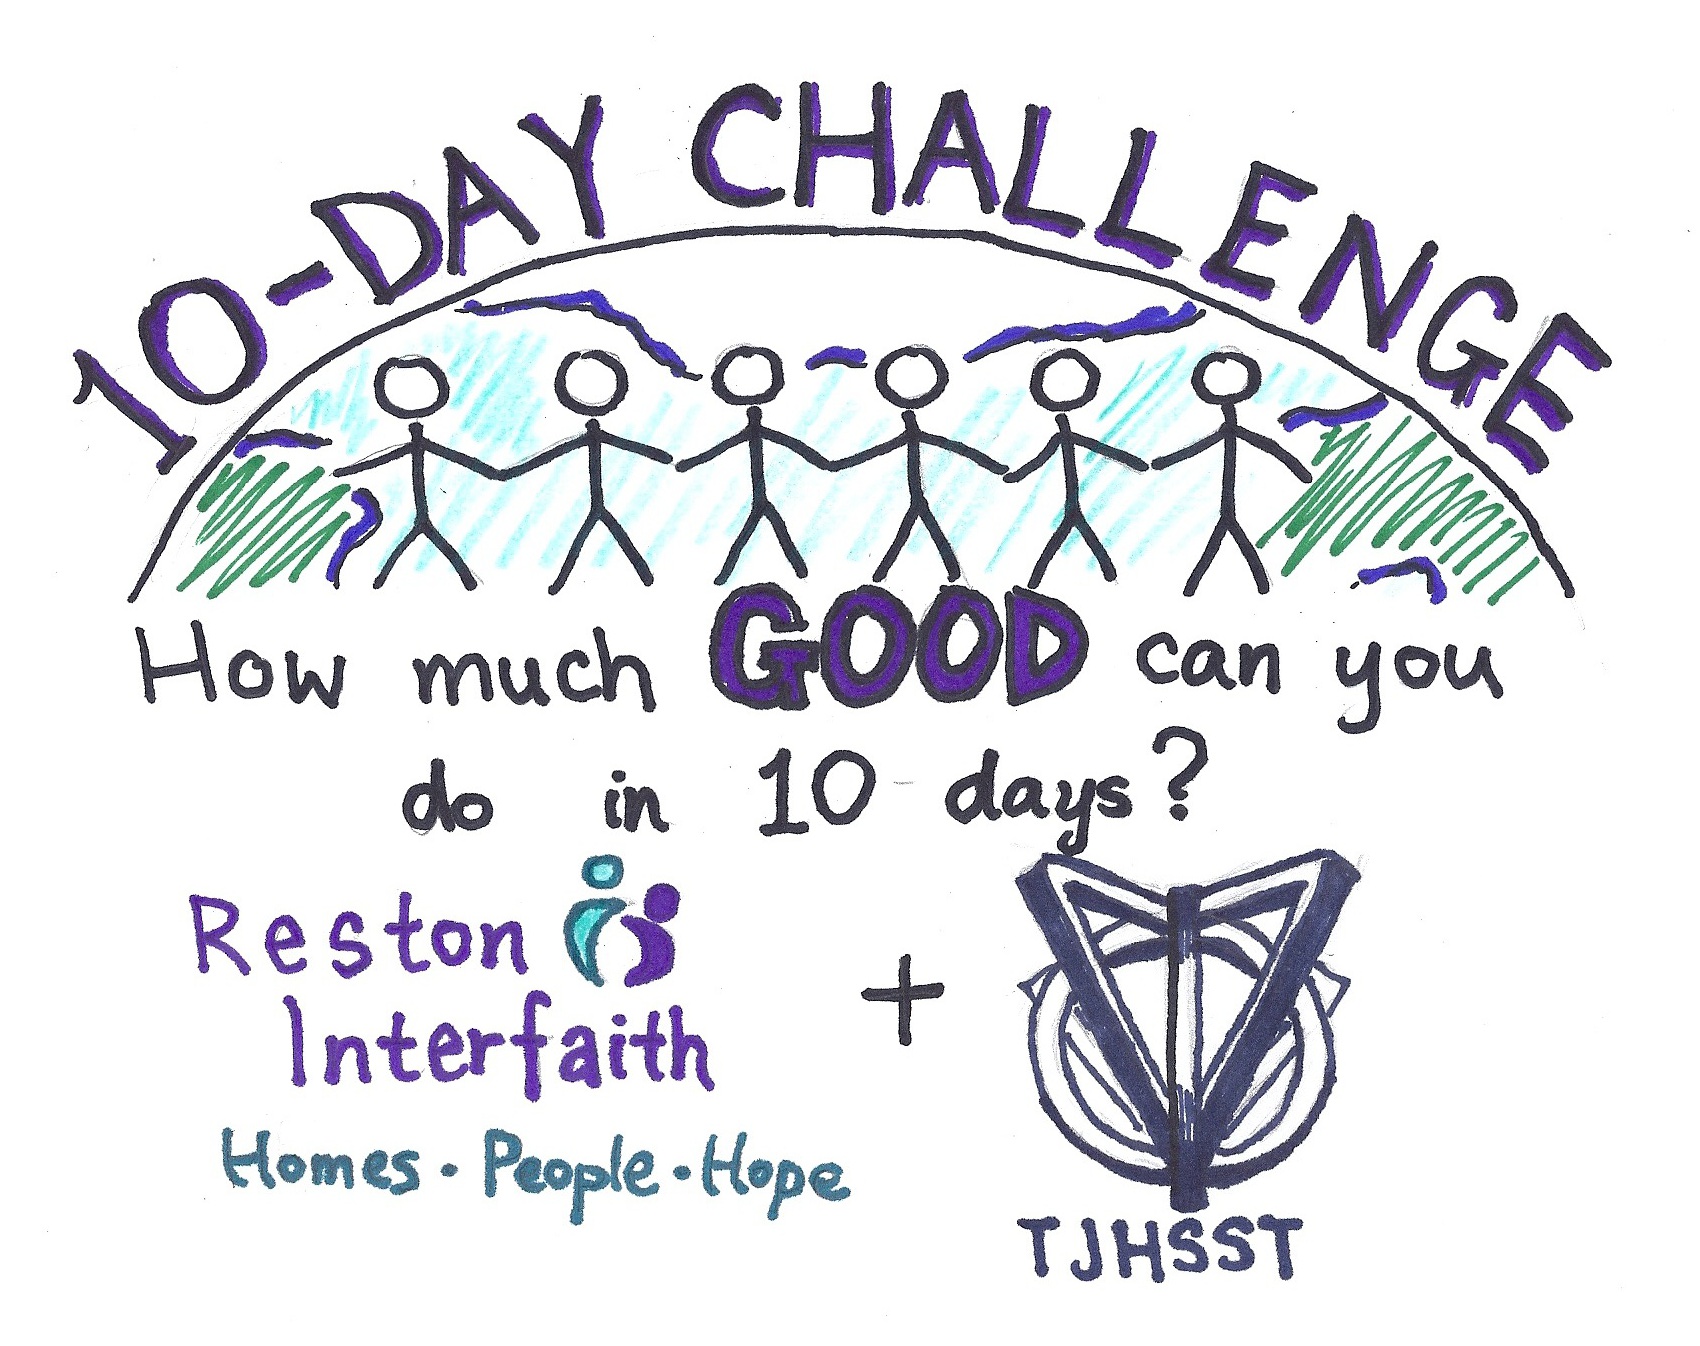 10-DAY CHALLENGE
How much GOOD can you
do in 10 days?
Reston
Interfaith
Homes · People · Hope
+
TJHSST